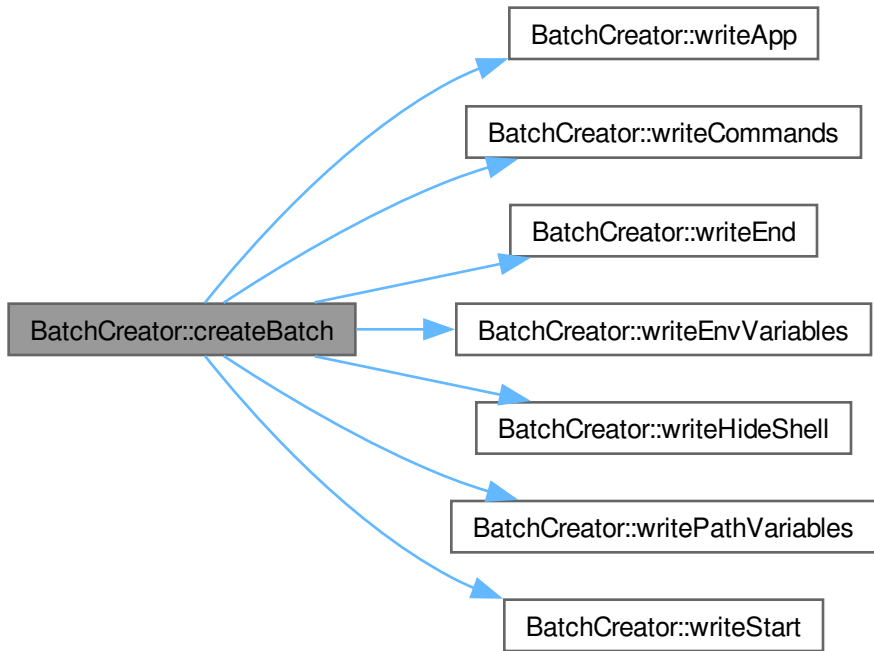 BatchCreator::writeApp
BatchCreator::writeCommands
BatchCreator::writeEnd
BatchCreator::createBatch
BatchCreator::writeEnvVariables
BatchCreator::writeHideShell
BatchCreator::writePathVariables
BatchCreator::writeStart